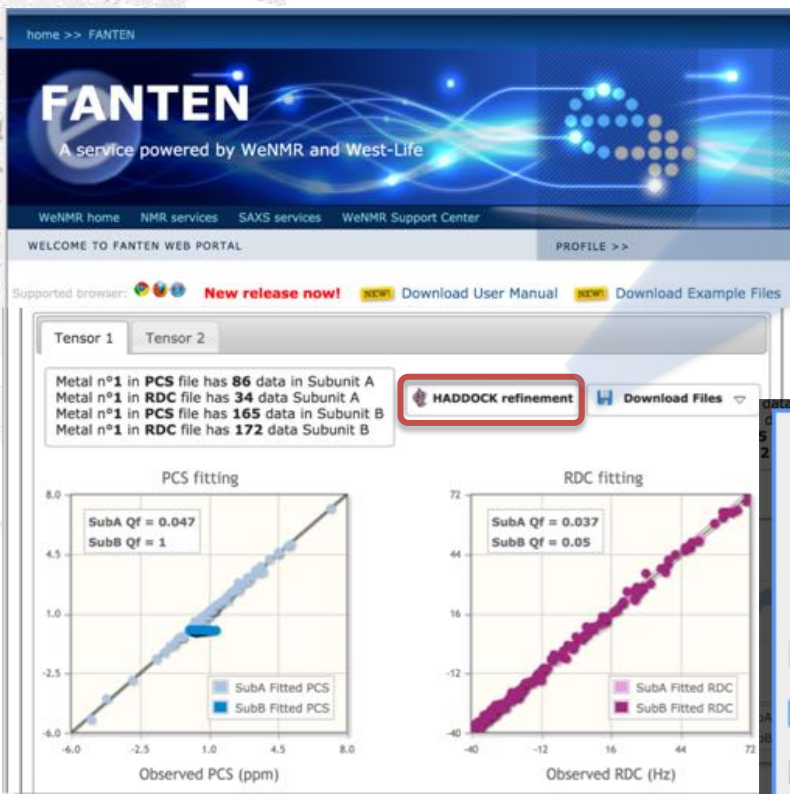 home >> FANTEN
FANTEN
A service powered by WeNMR and West-Life
WeNMR home NMR services SAXS services WeNMR Support Center
WELCOME TO FANTEN WEB PORTAL PROFILE >>
Supported browser: New release now! NEW! Download User Manual NEW! Download Example Files
Tensor 1 Tensor 2
Metal nº1 in PCS file has 86 data in Subunit A
Metal nº1 in RDC file has 34 data Subunit A
Metal nº1 in PCS file has 165 data in Subunit B
Metal nº1 in RDC file has 172 data Subunit B
HADDOCK refinement Download Files
PCS fitting
8.0
SubA Qf = 0.047
SubB Qf = 1
4.5
1.0
-2.5
SubA Fitted PCS
SubB Fitted PCS
-6.0
-6.0 -2.5 1.0 4.5 8.0
Observed PCS (ppm)
RDC fitting
72
SubA Qf = 0.037
SubB Qf = 0.05
44
16
-12
SubA Fitted RDC
SubB Fitted RDC
-40
-40 -12 16 44 72
Observed RDC (Hz)